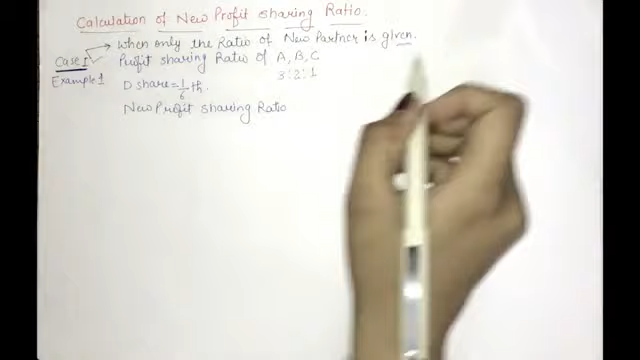 Calculation of New Profit sharing Ratio.
when only the Ratio of New Partner is given.
Case 1 Profit sharing Ratio of A, B, C
3:2:1
Example 1 D share = 1/6 th.
New Profit sharing Ratio